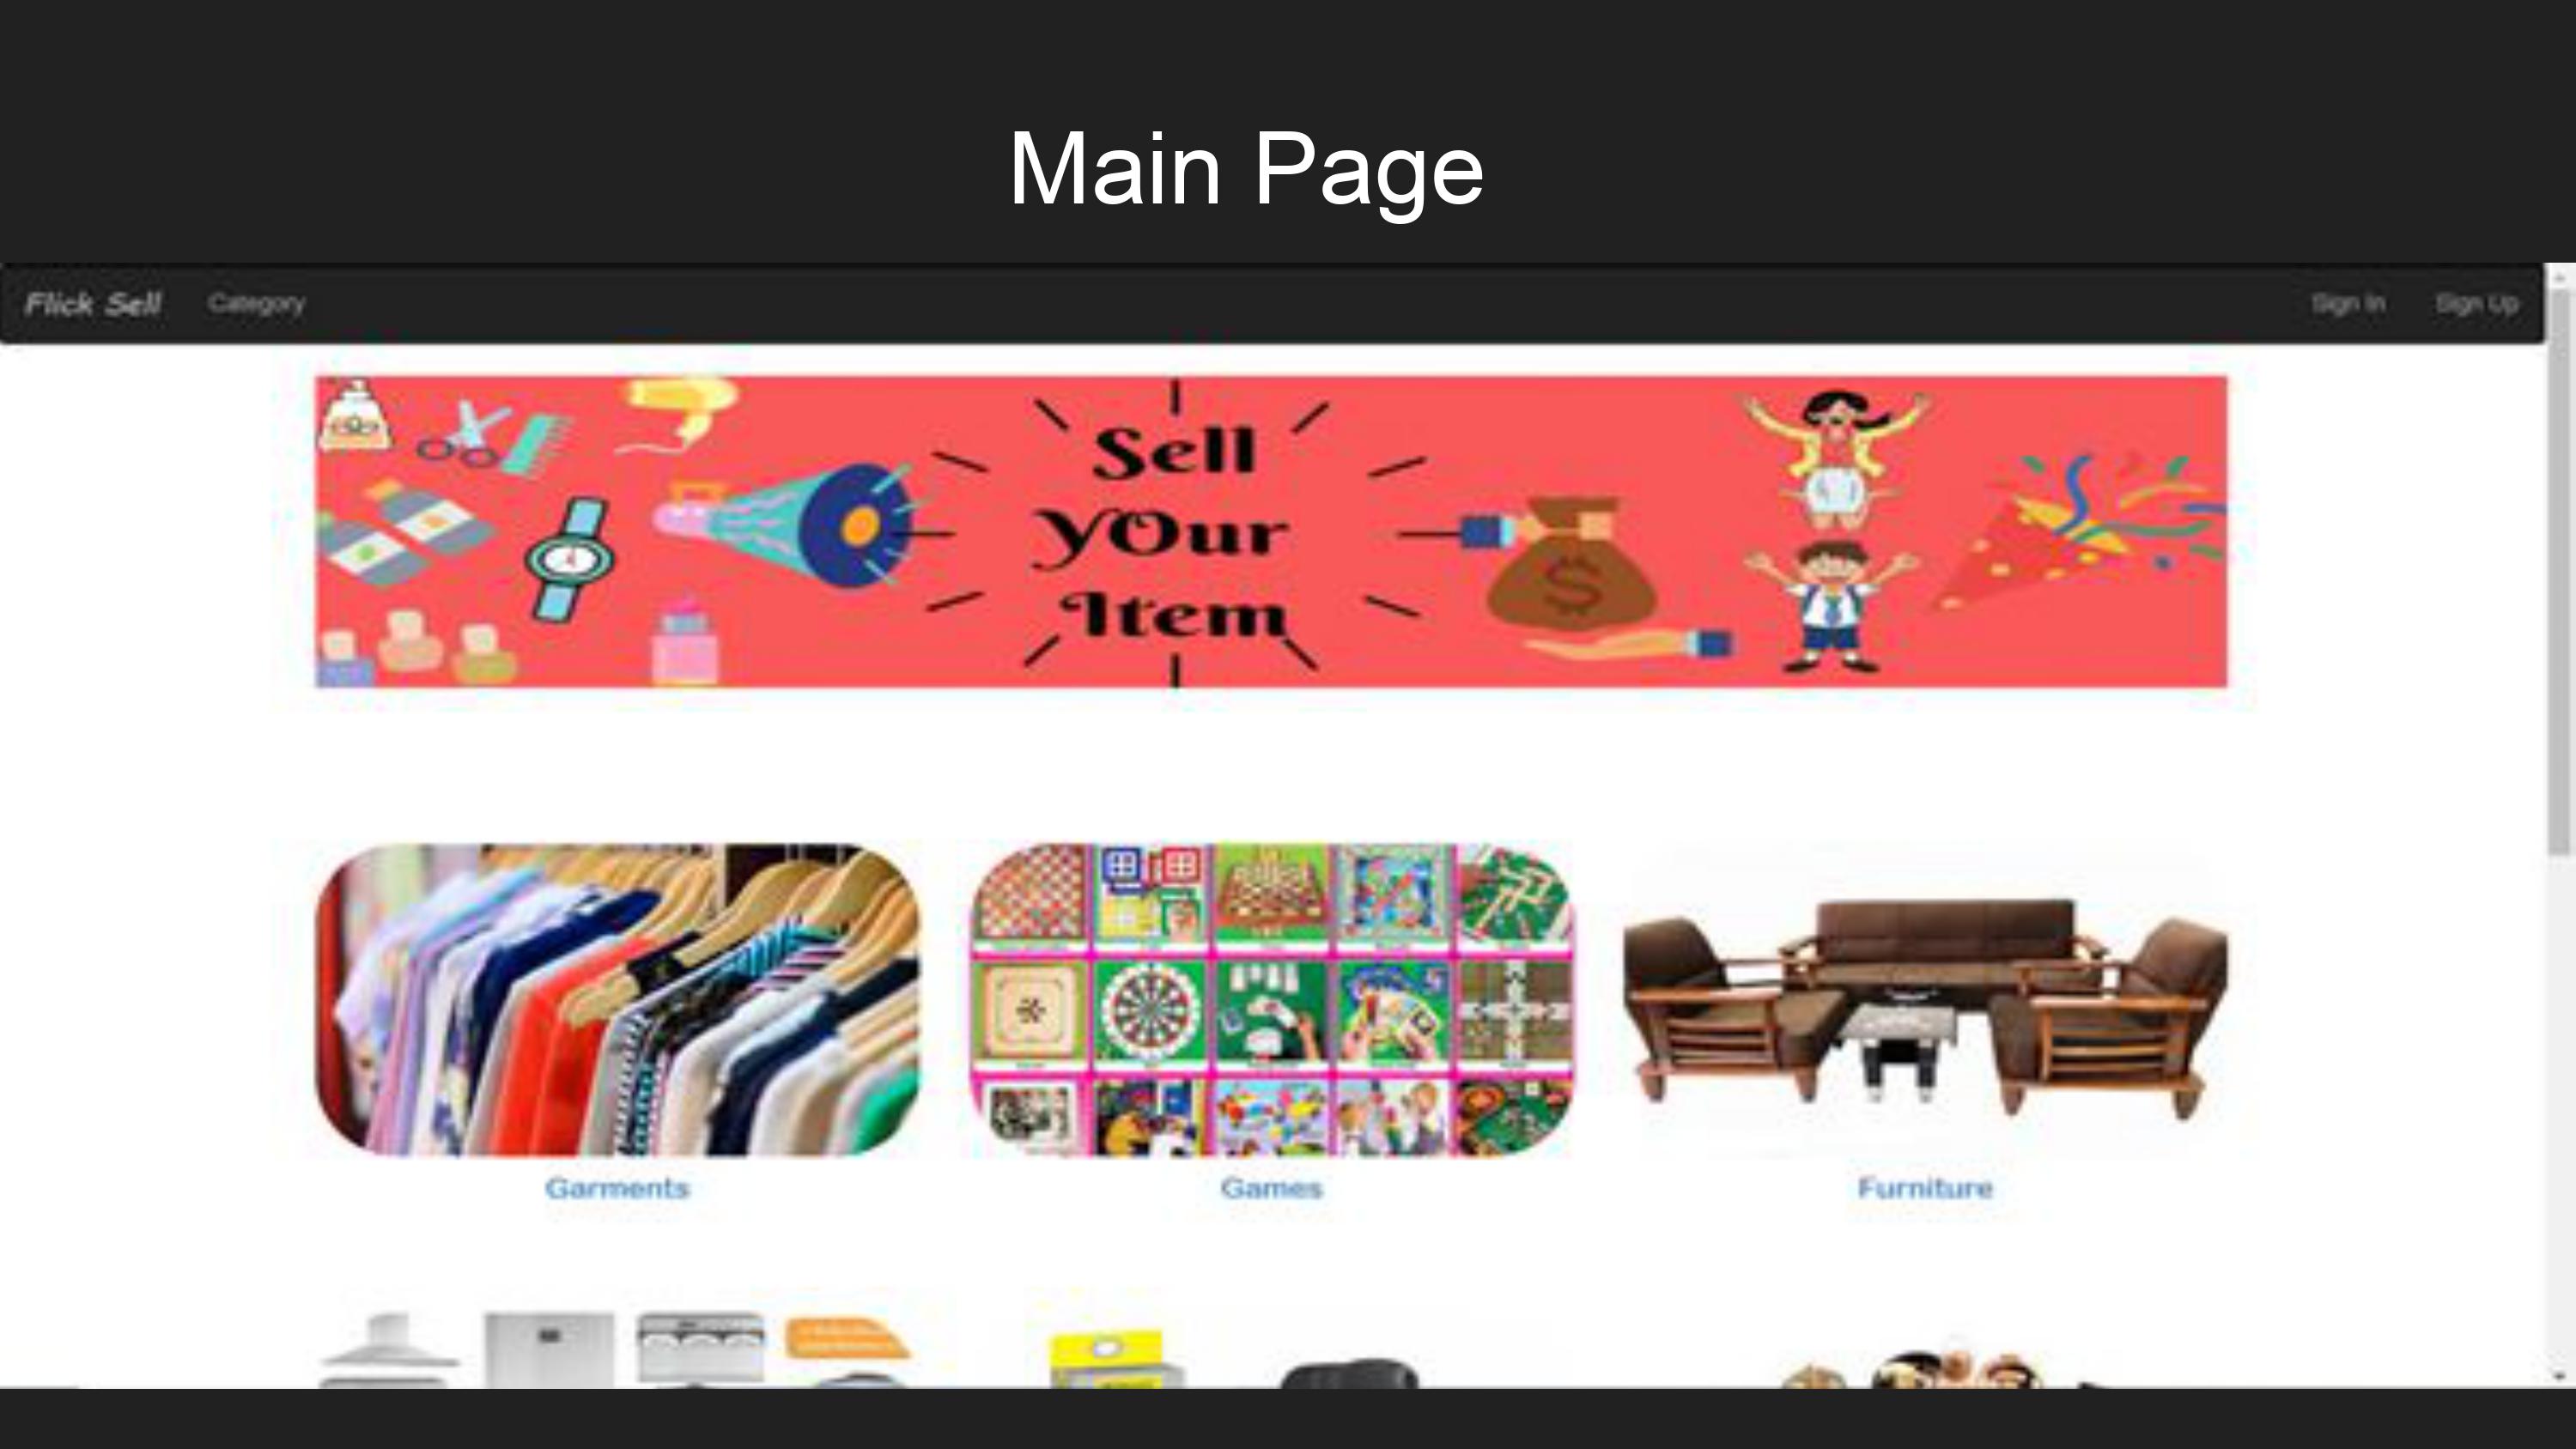 Main Page
Flick Sell Category Sign In Sign Up
Sell
YOur
Item
$
Garments Games Furniture